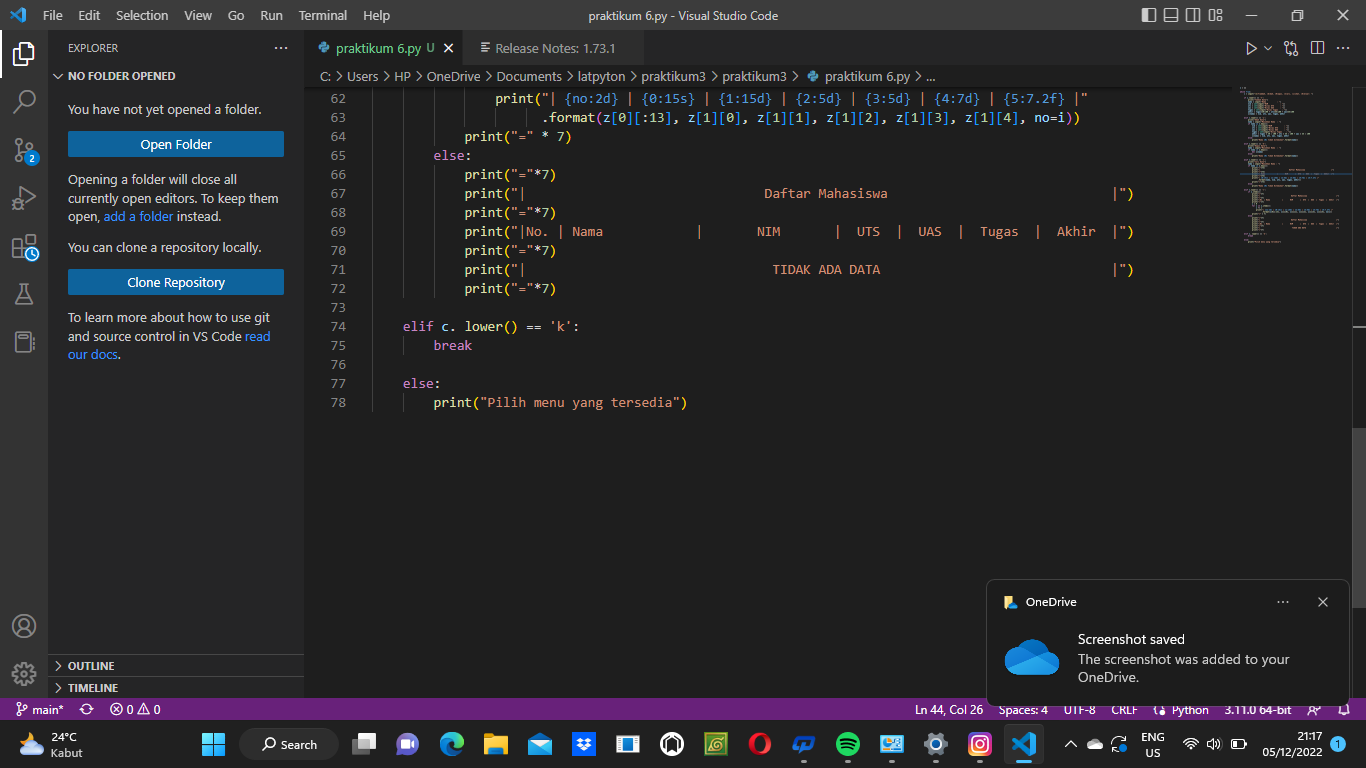 File Edit Selection View Go Run Terminal Help
praktikum 6.py - Visual Studio Code
EXPLORER
NO FOLDER OPENED
You have not yet opened a folder.
Open Folder
Opening a folder will close all
currently open editors. To keep them
open, add a folder instead.
You can clone a repository locally.
Clone Repository
To learn more about how to use git
and source control in VS Code read
our docs.
OUTLINE
TIMELINE
2
praktikum 6.py U
Release Notes: 1.73.1
C: > Users > HP > OneDrive > Documents > latpyton > praktikum3 > praktikum3 > praktikum 6.py > ...
62 print("| {no:2d} | {0:15s} | {1:15d} | {2:5d} | {3:5d} | {4:7d} | {5:7.2f} |"
63 .format(z[0][:13], z[1][0], z[1][1], z[1][2], z[1][3], z[1][4], no=i))
64 print("=" * 7)
65 else:
66 print("="*7)
67 print("| Daftar Mahasiswa |")
68 print("="*7)
69 print("|No. | Nama | NIM | UTS | UAS | Tugas | Akhir |")
70 print("="*7)
71 print("| TIDAK ADA DATA |")
72 print("="*7)
73
74 elif c. lower() == 'k':
75 break
76
77 else:
78 print("Pilih menu yang tersedia")
OneDrive
Screenshot saved
The screenshot was added to your
OneDrive.
main* 0 0 Ln 44, Col 26 Spaces: 4 UTF-8 CRLF Python 3.11.0 64-bit
24°C
Kabut
Search
ENG
US
21:17
05/12/2022
1